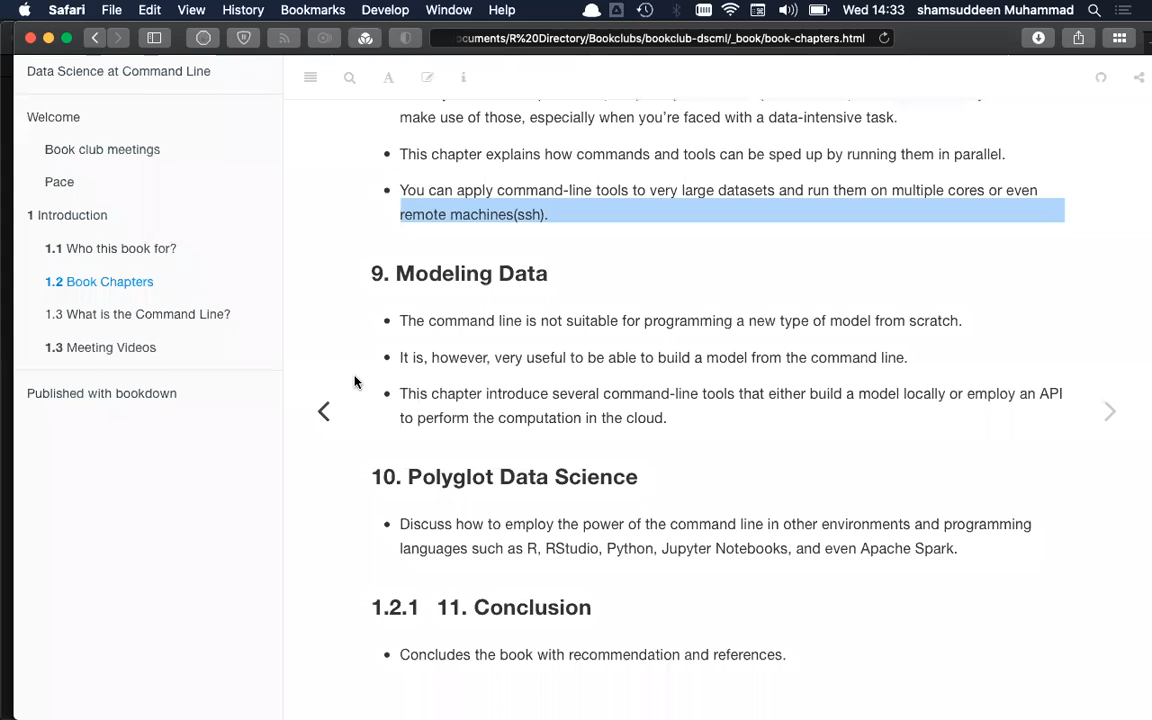 Safari File Edit View History Bookmarks Develop Window Help Wed 14:33 shamsuddeen Muhammad
ocuments/R%20Directory/Bookclubs/bookclub-dscml/_book/book-chapters.html
Data Science at Command Line
Welcome
Book club meetings
Pace
1 Introduction
1.1 Who this book for?
1.2 Book Chapters
1.3 What is the Command Line?
1.3 Meeting Videos
Published with bookdown
make use of those, especially when you're faced with a data-intensive task.
• This chapter explains how commands and tools can be sped up by running them in parallel.
• You can apply command-line tools to very large datasets and run them on multiple cores or even
remote machines(ssh).
9. Modeling Data
• The command line is not suitable for programming a new type of model from scratch.
• It is, however, very useful to be able to build a model from the command line.
• This chapter introduce several command-line tools that either build a model locally or employ an API
to perform the computation in the cloud.
10. Polyglot Data Science
• Discuss how to employ the power of the command line in other environments and programming
languages such as R, RStudio, Python, Jupyter Notebooks, and even Apache Spark.
1.2.1 11. Conclusion
• Concludes the book with recommendation and references.